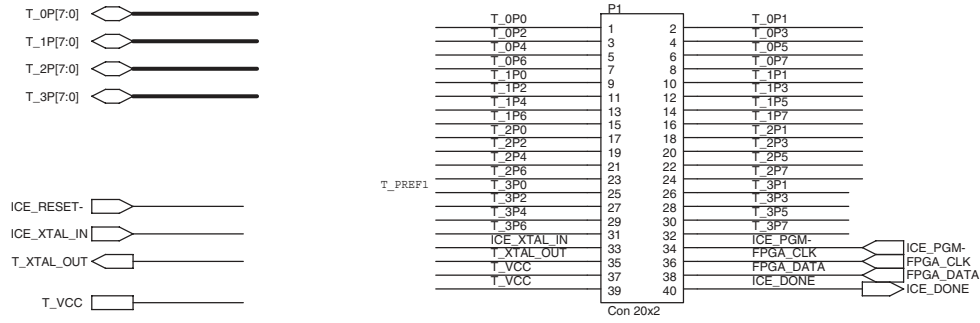 T_0P[7:0]
T_1P[7:0]
T_2P[7:0]
T_3P[7:0]
ICE_RESET-
ICE_XTAL_IN
T_XTAL_OUT
T_VCC
T_PREF1
P1
T_0P0 1 2 T_0P1
T_0P2 3 4 T_0P3
T_0P4 5 6 T_0P5
T_0P6 7 8 T_0P7
T_1P0 9 10 T_1P1
T_1P2 11 12 T_1P3
T_1P4 13 14 T_1P5
T_1P6 15 16 T_1P7
T_2P0 17 18 T_2P1
T_2P2 19 20 T_2P3
T_2P4 21 22 T_2P5
T_2P6 23 24 T_2P7
T_3P0 25 26 T_3P1
T_3P2 27 28 T_3P3
T_3P4 29 30 T_3P5
T_3P6 31 32 T_3P7
ICE_XTAL_IN 33 34 ICE_PGM- ICE_PGM-
T_XTAL_OUT 35 36 FPGA_CLK FPGA_CLK
T_VCC 37 38 FPGA_DATA FPGA_DATA
T_VCC 39 40 ICE_DONE ICE_DONE
Con 20x2